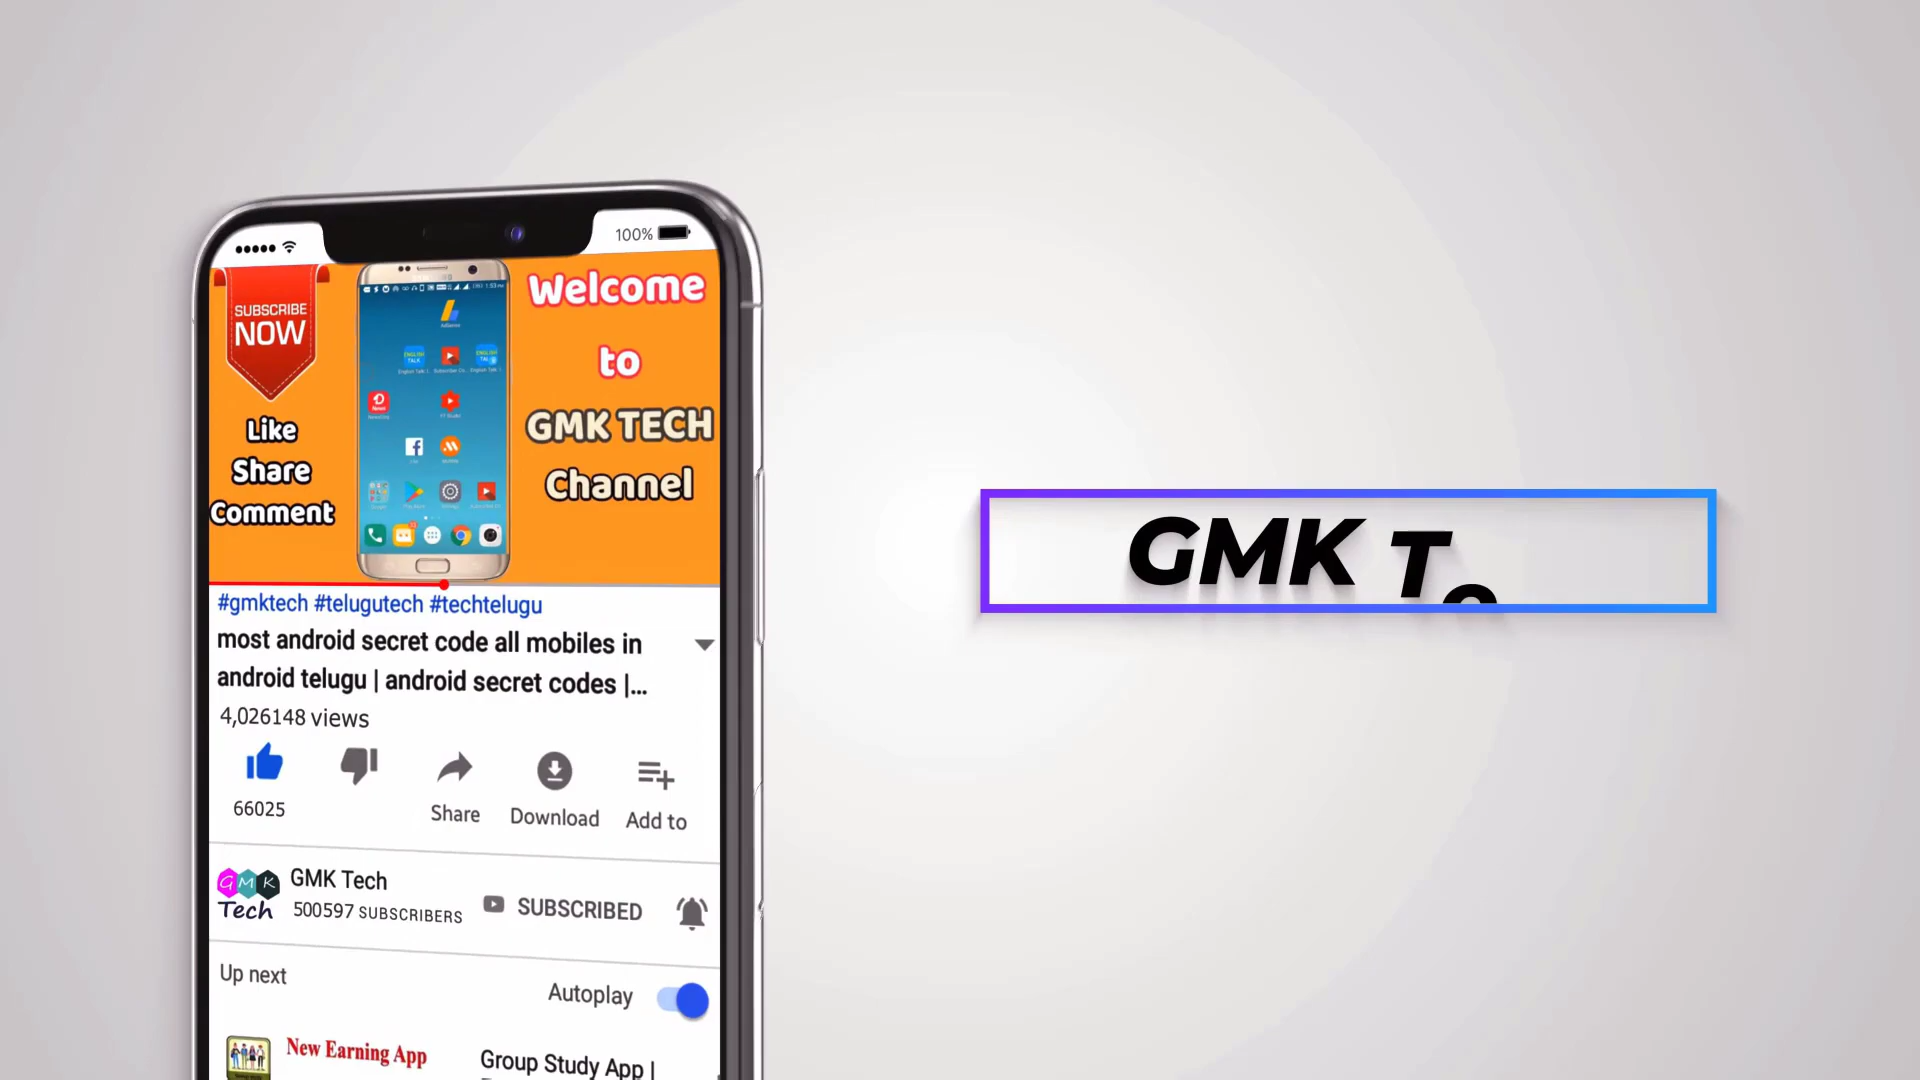 100%
SUBSCRIBE
NOW
Like
Share
Comment
Welcome
to
GMK TECH
Channel
#gmktech #telugutech #techtelugu
most android secret code all mobiles in
android telugu | android secret codes |...
4,026148 views
66025
Share
Download
Add to
GMK
Tech
GMK Tech
500597 SUBSCRIBERS
SUBSCRIBED
Up next
Autoplay
New Earning App
Group Study App |
GMK T